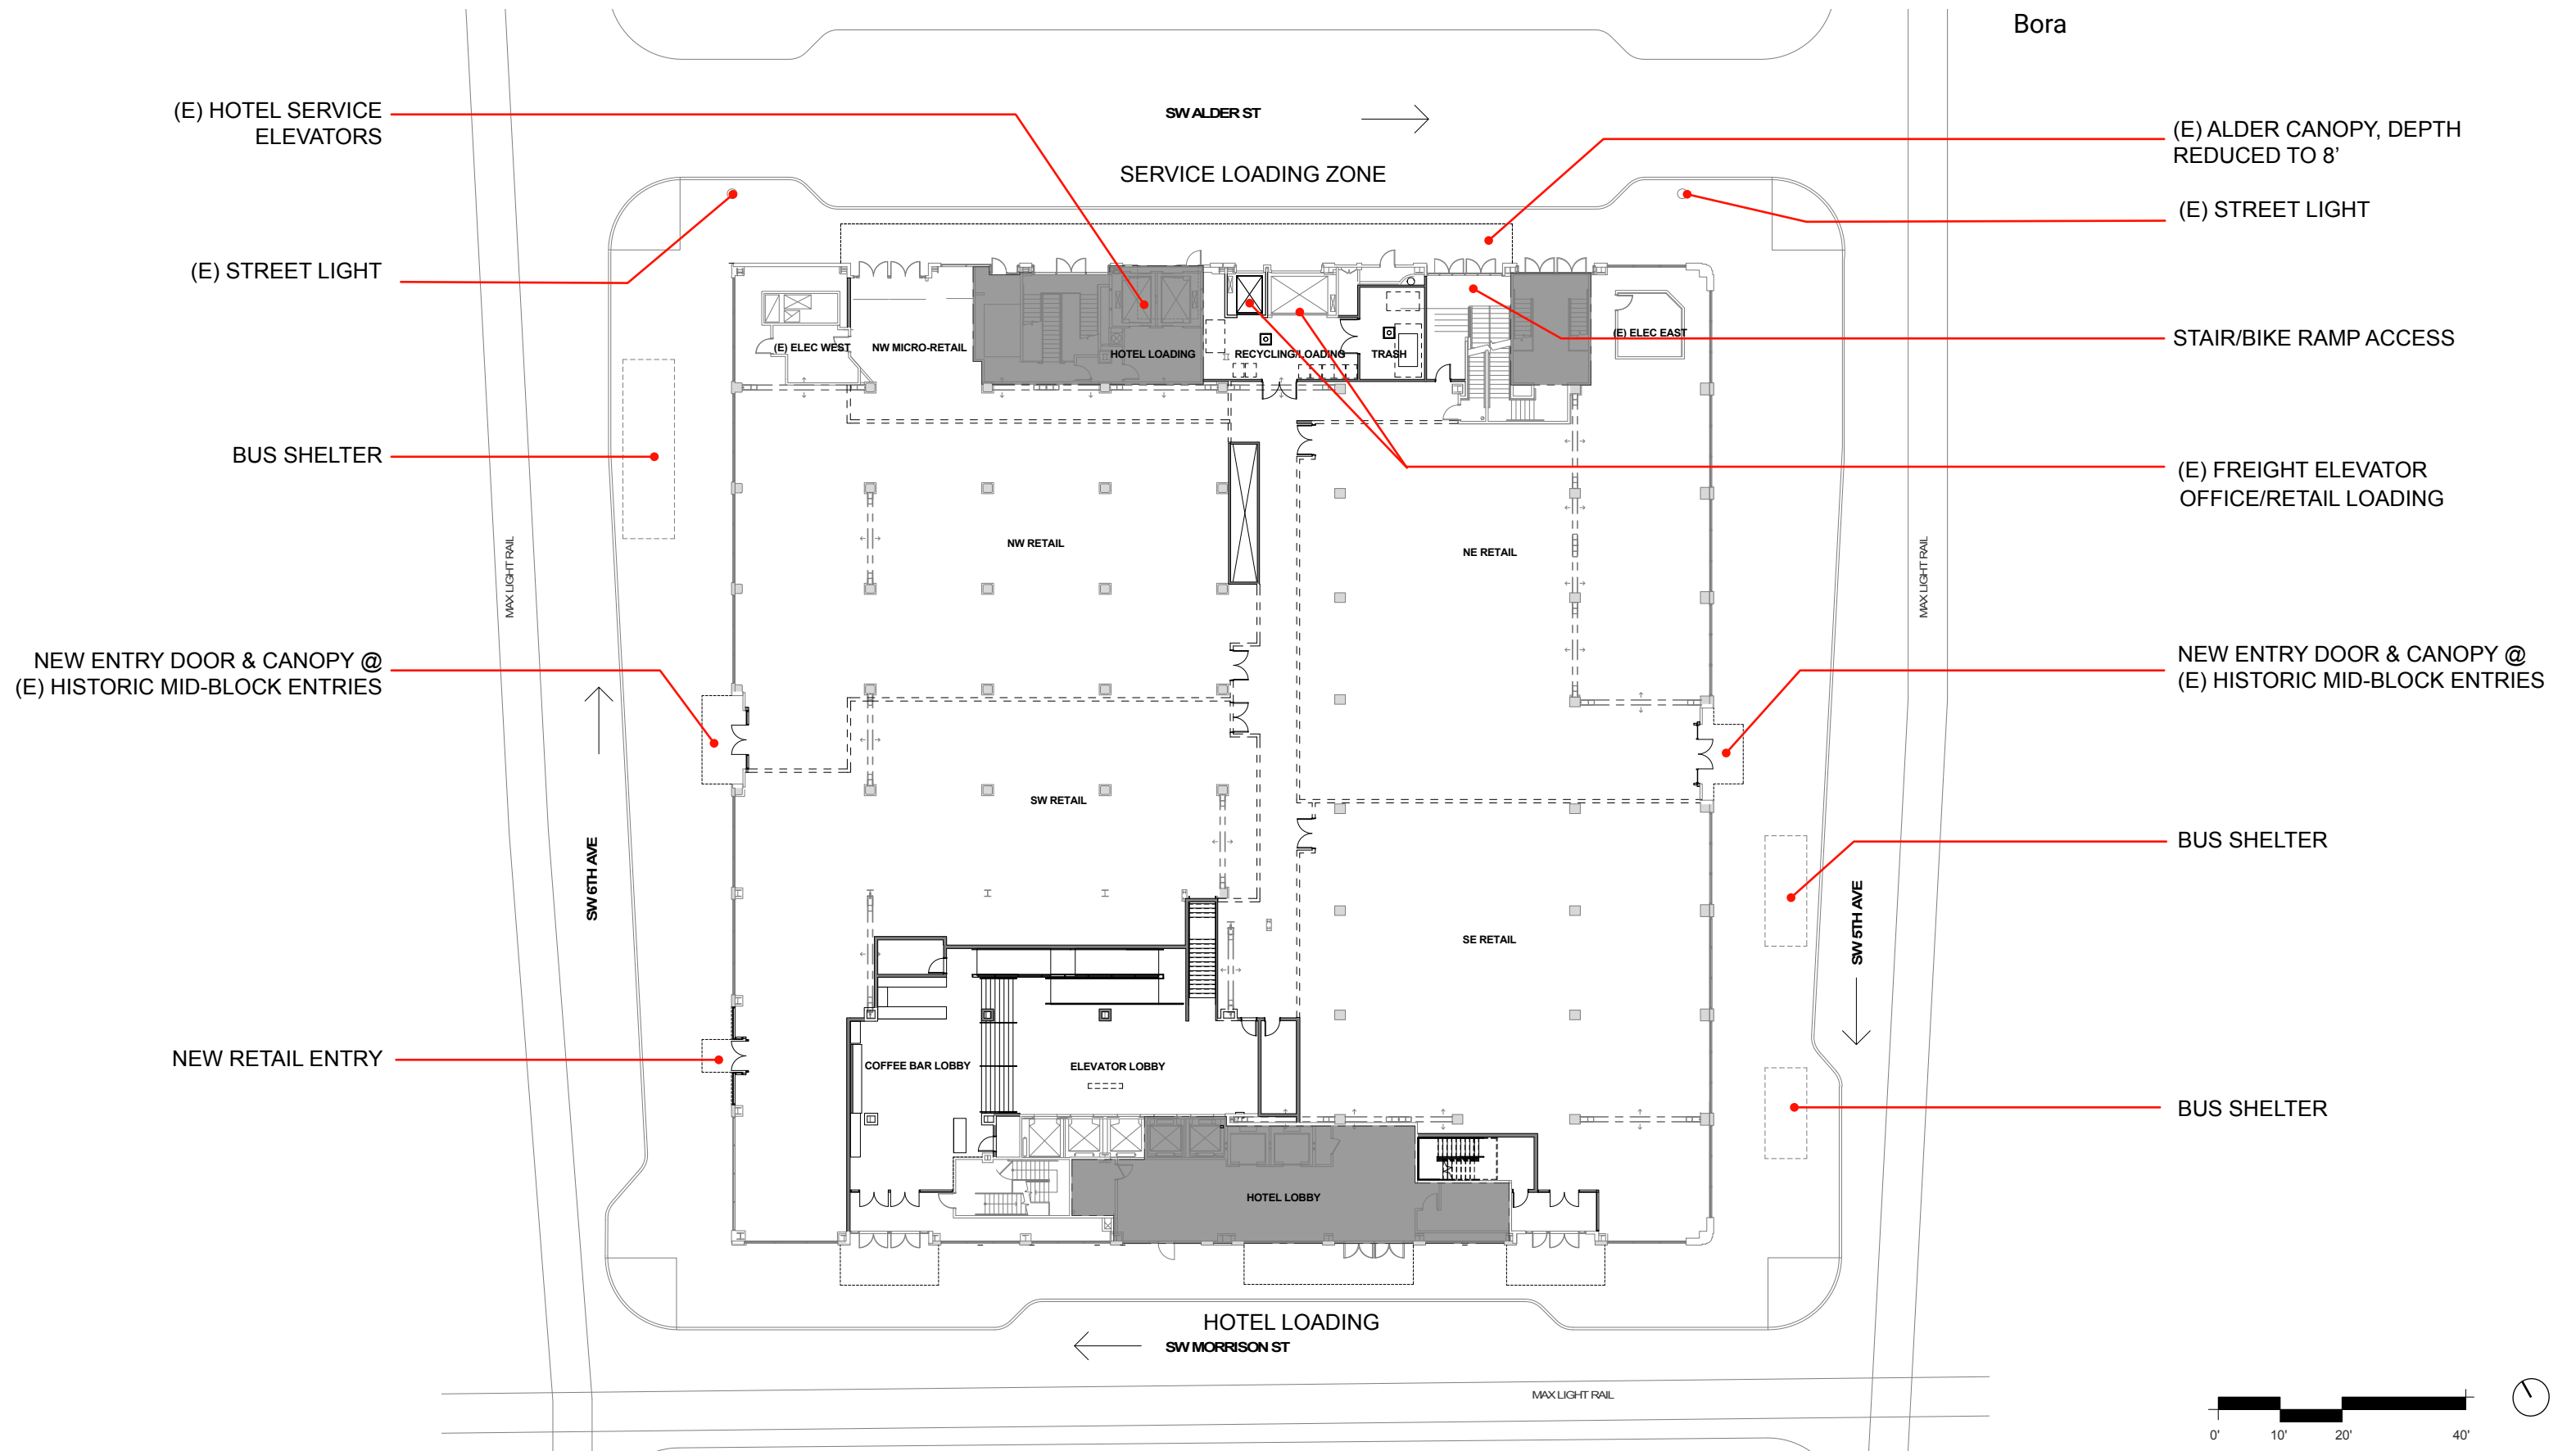 Bora
(E) HOTEL SERVICE
ELEVATORS
SW ALDER ST
(E) ALDER CANOPY, DEPTH
REDUCED TO 8’
SERVICE LOADING ZONE
(E) STREET LIGHT
(E) STREET LIGHT
STAIR/BIKE RAMP ACCESS
(E) ELEC WEST
NW MICRO-RETAIL
HOTEL LOADING
RECYCLING/LOADING
TRASH
(E) ELEC EAST
BUS SHELTER
(E) FREIGHT ELEVATOR
OFFICE/RETAIL LOADING
MAX LIGHT RAIL
NW RETAIL
NE RETAIL
MAX LIGHT RAIL
NEW ENTRY DOOR & CANOPY @
(E) HISTORIC MID-BLOCK ENTRIES
NEW ENTRY DOOR & CANOPY @
(E) HISTORIC MID-BLOCK ENTRIES
SW RETAIL
BUS SHELTER
SW 6TH AVE
SW 5TH AVE
SE RETAIL
NEW RETAIL ENTRY
COFFEE BAR LOBBY
ELEVATOR LOBBY
BUS SHELTER
HOTEL LOBBY
HOTEL LOADING
SW MORRISON ST
MAX LIGHT RAIL
0' 10' 20' 40'